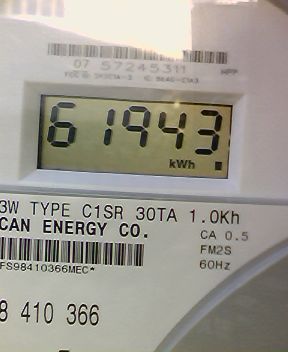 07 57245311
61943
kWh
3W TYPE C1SR 30TA 1.0Kh
CAN ENERGY CO.
CA 0.5
FM2S
60Hz
FS98410366MEC*
8 410 366